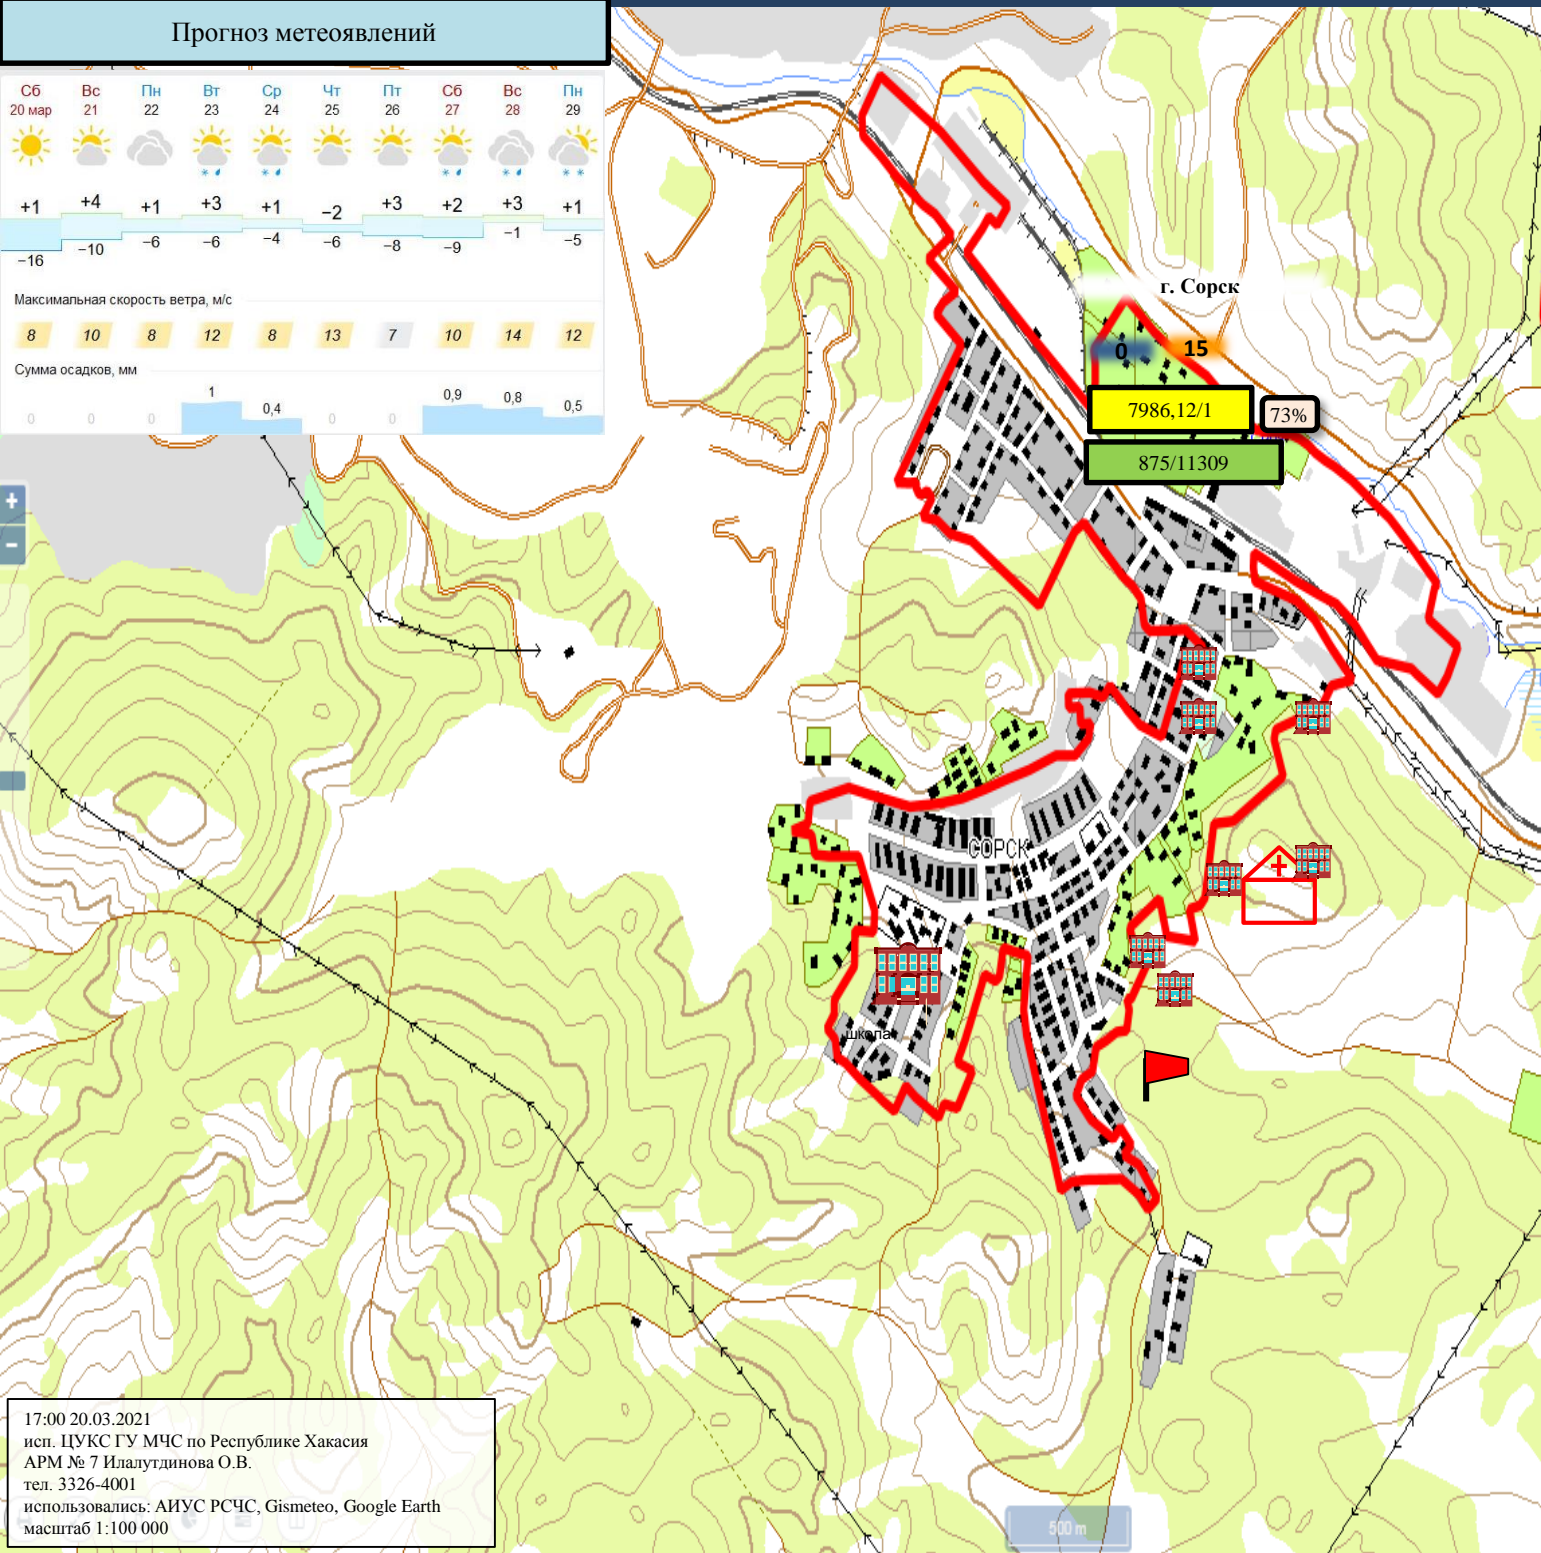 Прогноз метеоявлений
Сб Вс Пн Вт Ср Чт Пт Сб Вс Пн
20 мар 21 22 23 24 25 26 27 28 29
+1 +4 +1 +3 +1 −2 +3 +2 +3 +1
−16 −10 −6 −6 −4 −6 −8 −9 −1 −5
Максимальная скорость ветра, м/с
8 10 8 12 8 13 7 10 14 12
Сумма осадков, мм
0 0 0 1 0,4 0 0 0,9 0,8 0,5
+
−
г. Сорск
0 15
7986,12/1 73%
875/11309
СОРСК
школа
17:00 20.03.2021
исп. ЦУКС ГУ МЧС по Республике Хакасия
АРМ № 7 Илалутдинова О.В.
тел. 3326-4001
использовались: АИУС РСЧС, Gismeteo, Google Earth
масштаб 1:100 000
500 m